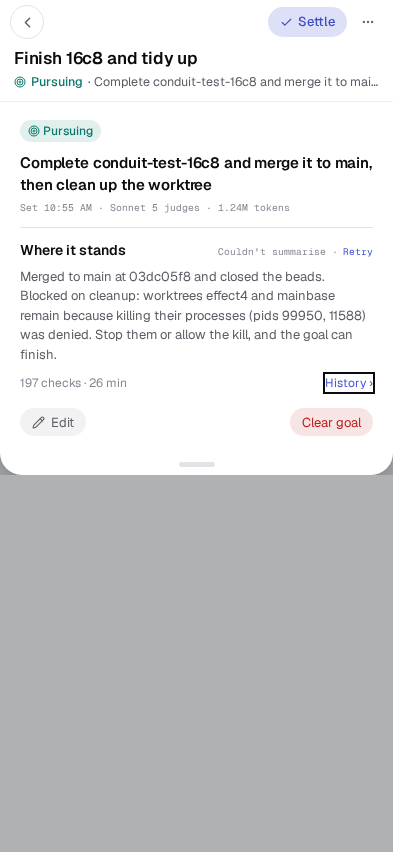 Settle
Finish 16c8 and tidy up
Pursuing · Complete conduit-test-16c8 and merge it to mai…
Pursuing
Complete conduit-test-16c8 and merge it to main,
then clean up the worktree
Set 10:55 AM · Sonnet 5 judges · 1.24M tokens
Where it stands
Couldn't summarise · Retry
Merged to main at 03dc05f8 and closed the beads.
Blocked on cleanup: worktrees effect4 and mainbase
remain because killing their processes (pids 99950, 11588)
was denied. Stop them or allow the kill, and the goal can
finish.
197 checks · 26 min
History ›
Edit
Clear goal